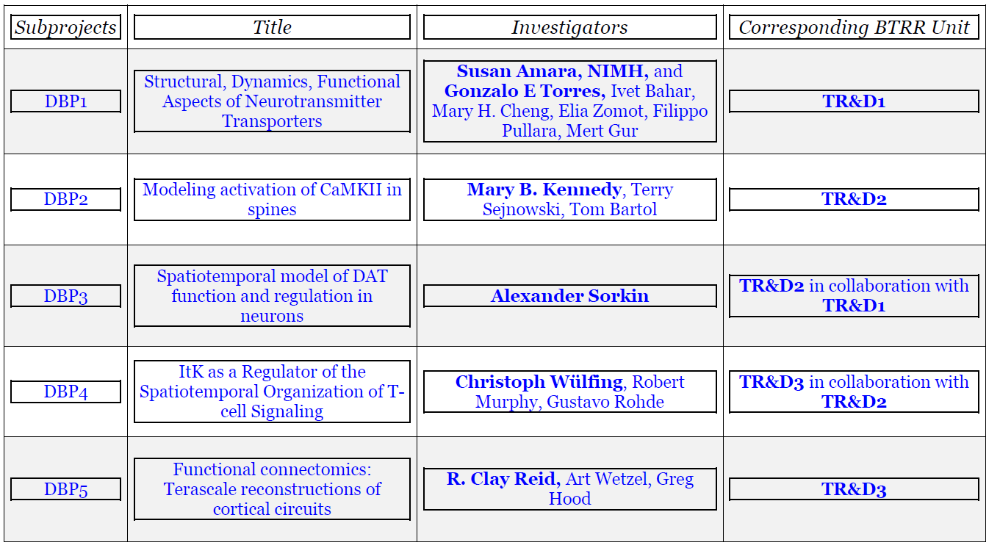 Subprojects
Title
Investigators
Corresponding BTRR Unit
DBP1
Structural, Dynamics, Functional
Aspects of Neurotransmitter
Transporters
Susan Amara, NIMH, and
Gonzalo E Torres, Ivet Bahar,
Mary H. Cheng, Elia Zomot, Filippo
Pullara, Mert Gur
TR&D1
DBP2
Modeling activation of CaMKII in
spines
Mary B. Kennedy, Terry
Sejnowski, Tom Bartol
TR&D2
DBP3
Spatiotemporal model of DAT
function and regulation in
neurons
Alexander Sorkin
TR&D2 in collaboration with
TR&D1
DBP4
ItK as a Regulator of the
Spatiotemporal Organization of T-
cell Signaling
Christoph Wülfing, Robert
Murphy, Gustavo Rohde
TR&D3 in collaboration with
TR&D2
DBP5
Functional connectomics:
Terascale reconstructions of
cortical circuits
R. Clay Reid, Art Wetzel, Greg
Hood
TR&D3